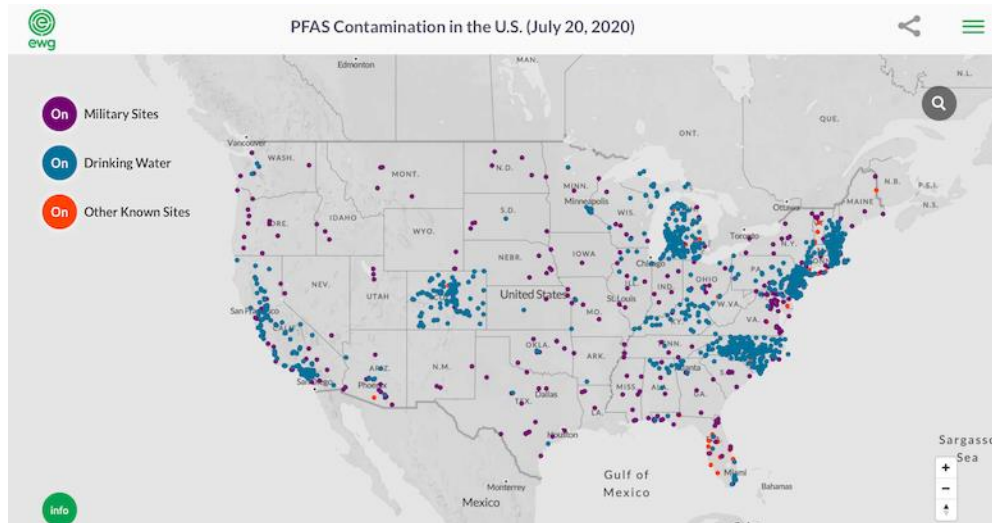 ewg
PFAS Contamination in the U.S. (July 20, 2020)
On Military Sites
On Drinking Water
On Other Known Sites
info
Edmonton
MAN.
N.L.
QUE.
ONT.
Vancouver
WASH.
MONT.
N.D.
MINN.
Minneapolis
Ottawa
MAINE
N.B.
P.E.I.
N.S.
IDAHO
S.D.
WIS.
Toronto
N.Y.
WYO.
NEBR.
IOWA
Chicago
PA.
NEV.
UTAH
United States
IND.
OHIO
St. Louis
W.VA.
San Francisco
CALIF.
MO.
KY.
VA.
ARIZ.
Phoenix
N.M.
OKLA.
ARK.
TENN.
San Diego
Dallas
TEX.
MISS
ALA.
GA.
LA.
Houston
Sargasso
Sea
Gulf of
Mexico
Miami
Monterrey
Mexico
Bahamas